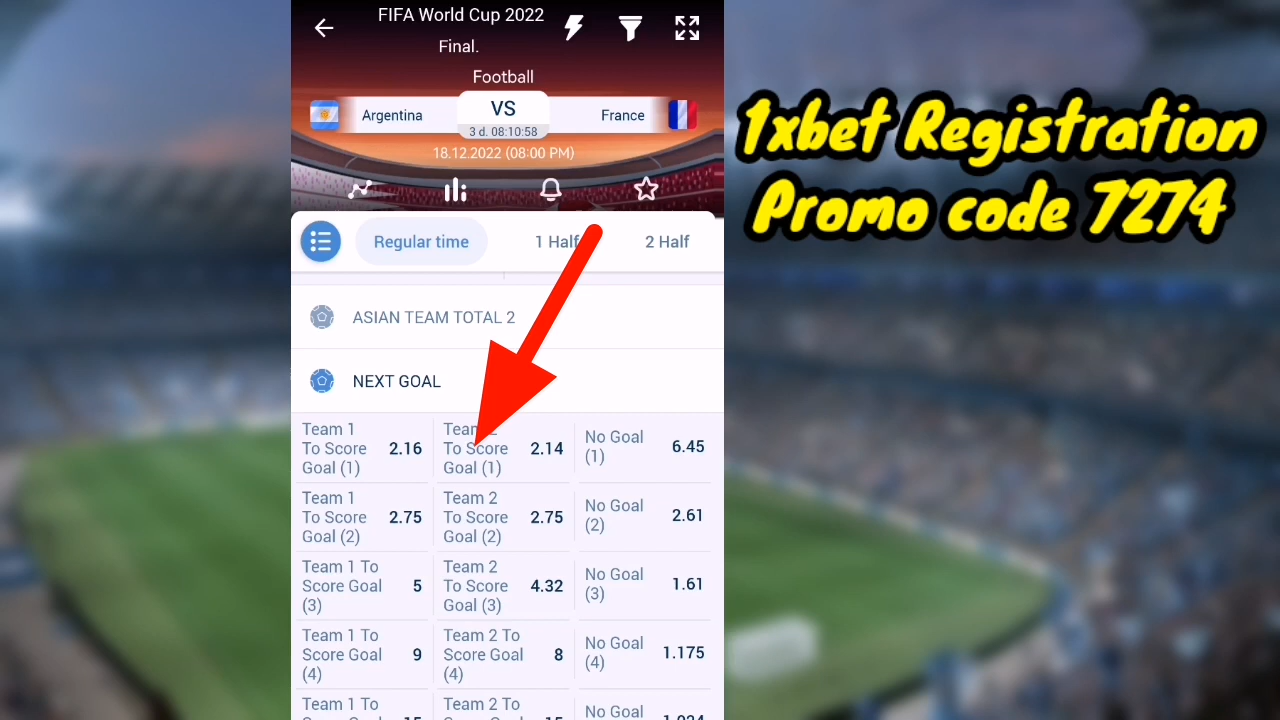 FIFA World Cup 2022
Final.
Football
Argentina
VS
France
3 d. 08:10:58
18.12.2022 (08:00 PM)
1xbet Registration
Promo code 7274
Regular time
1 Half
2 Half
ASIAN TEAM TOTAL 2
NEXT GOAL
Team 1
To Score
Goal (1)
2.16
Team 2
To Score
Goal (1)
2.14
No Goal
(1)
6.45
Team 1
To Score
Goal (2)
2.75
Team 2
To Score
Goal (2)
2.75
No Goal
(2)
2.61
Team 1 To
Score Goal
(3)
5
Team 2
To Score
Goal (3)
4.32
No Goal
(3)
1.61
Team 1 To
Score Goal
(4)
9
Team 2 To
Score Goal
(4)
8
No Goal
(4)
1.175
Team 1 To
Team 2 To
No Goal